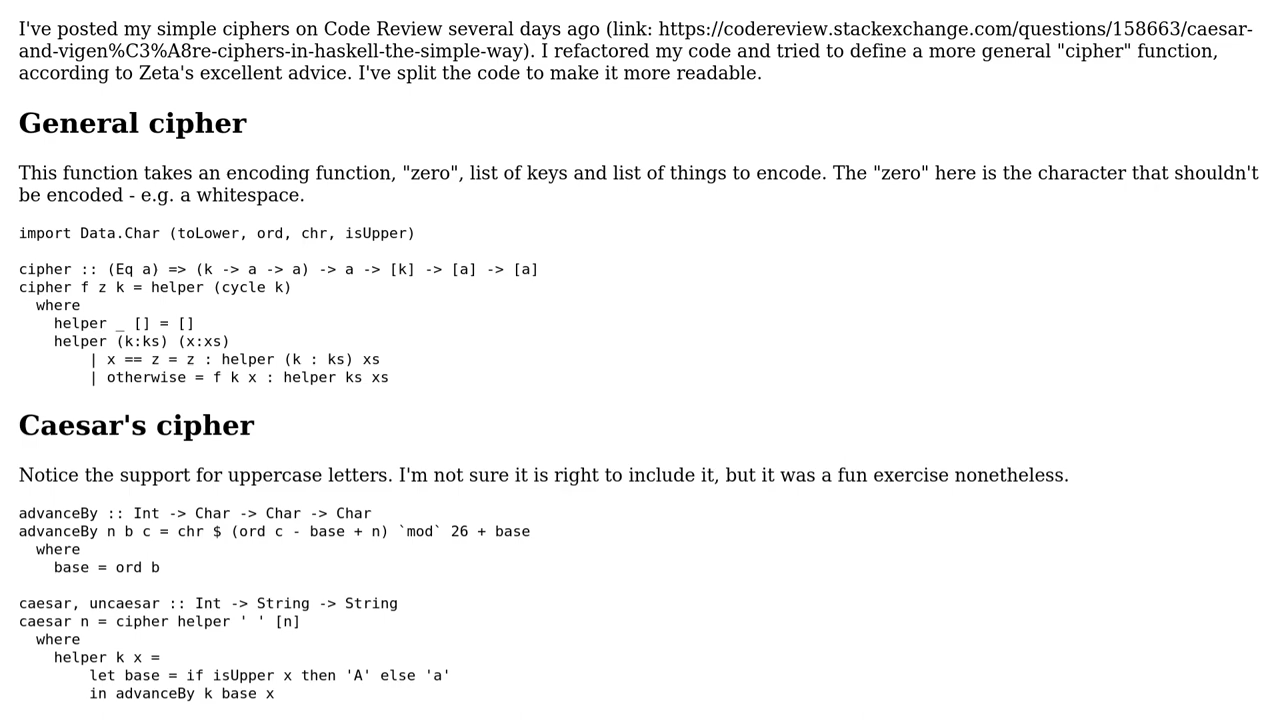 I've posted my simple ciphers on Code Review several days ago (link: https://codereview.stackexchange.com/questions/158663/caesar-
and-vigen%C3%A8re-ciphers-in-haskell-the-simple-way). I refactored my code and tried to define a more general "cipher" function,
according to Zeta's excellent advice. I've split the code to make it more readable.
General cipher
This function takes an encoding function, "zero", list of keys and list of things to encode. The "zero" here is the character that shouldn't
be encoded - e.g. a whitespace.
import Data.Char (toLower, ord, chr, isUpper)

cipher :: (Eq a) => (k -> a -> a) -> a -> [k] -> [a] -> [a]
cipher f z k = helper (cycle k)
  where
    helper _ [] = []
    helper (k:ks) (x:xs)
        | x == z = z : helper (k : ks) xs
        | otherwise = f k x : helper ks xs
Caesar's cipher
Notice the support for uppercase letters. I'm not sure it is right to include it, but it was a fun exercise nonetheless.
advanceBy :: Int -> Char -> Char -> Char
advanceBy n b c = chr $ (ord c - base + n) `mod` 26 + base
  where
    base = ord b

caesar, uncaesar :: Int -> String -> String
caesar n = cipher helper ' ' [n]
  where
    helper k x =
        let base = if isUpper x then 'A' else 'a'
        in advanceBy k base x